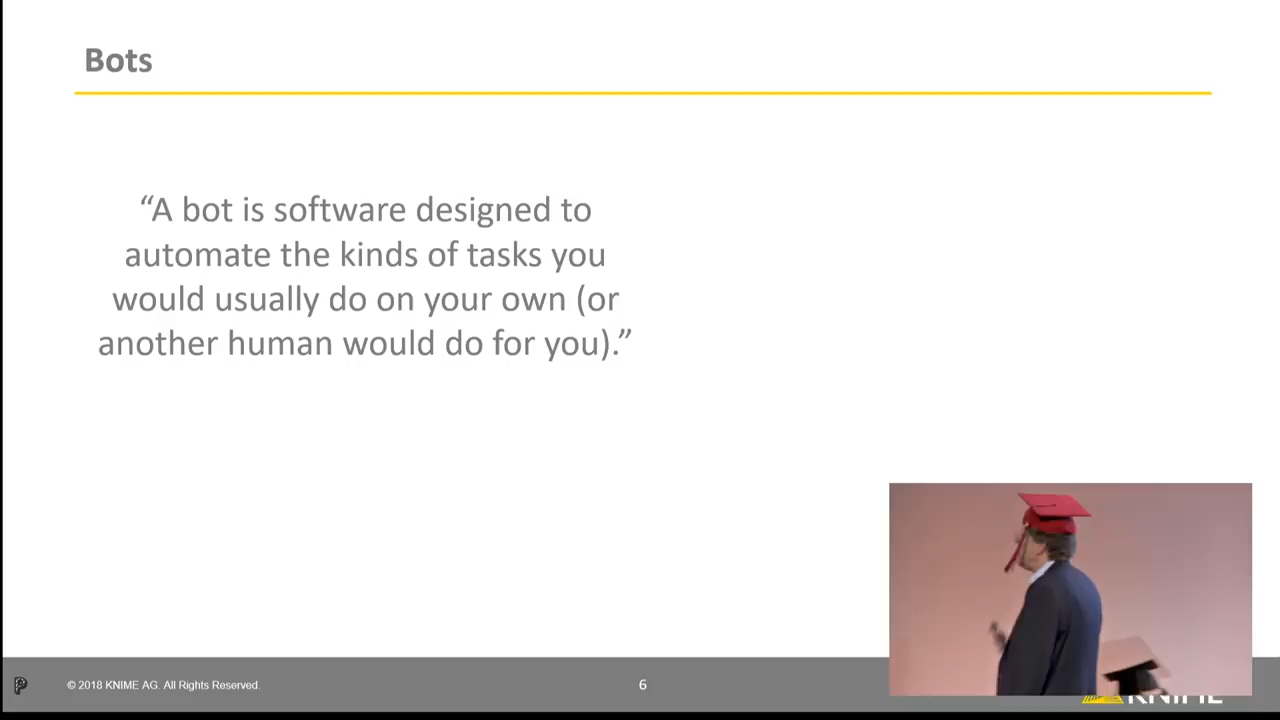 Bots
“A bot is software designed to
automate the kinds of tasks you
would usually do on your own (or
another human would do for you).”
© 2018 KNIME AG. All Rights Reserved.
6
KNIME